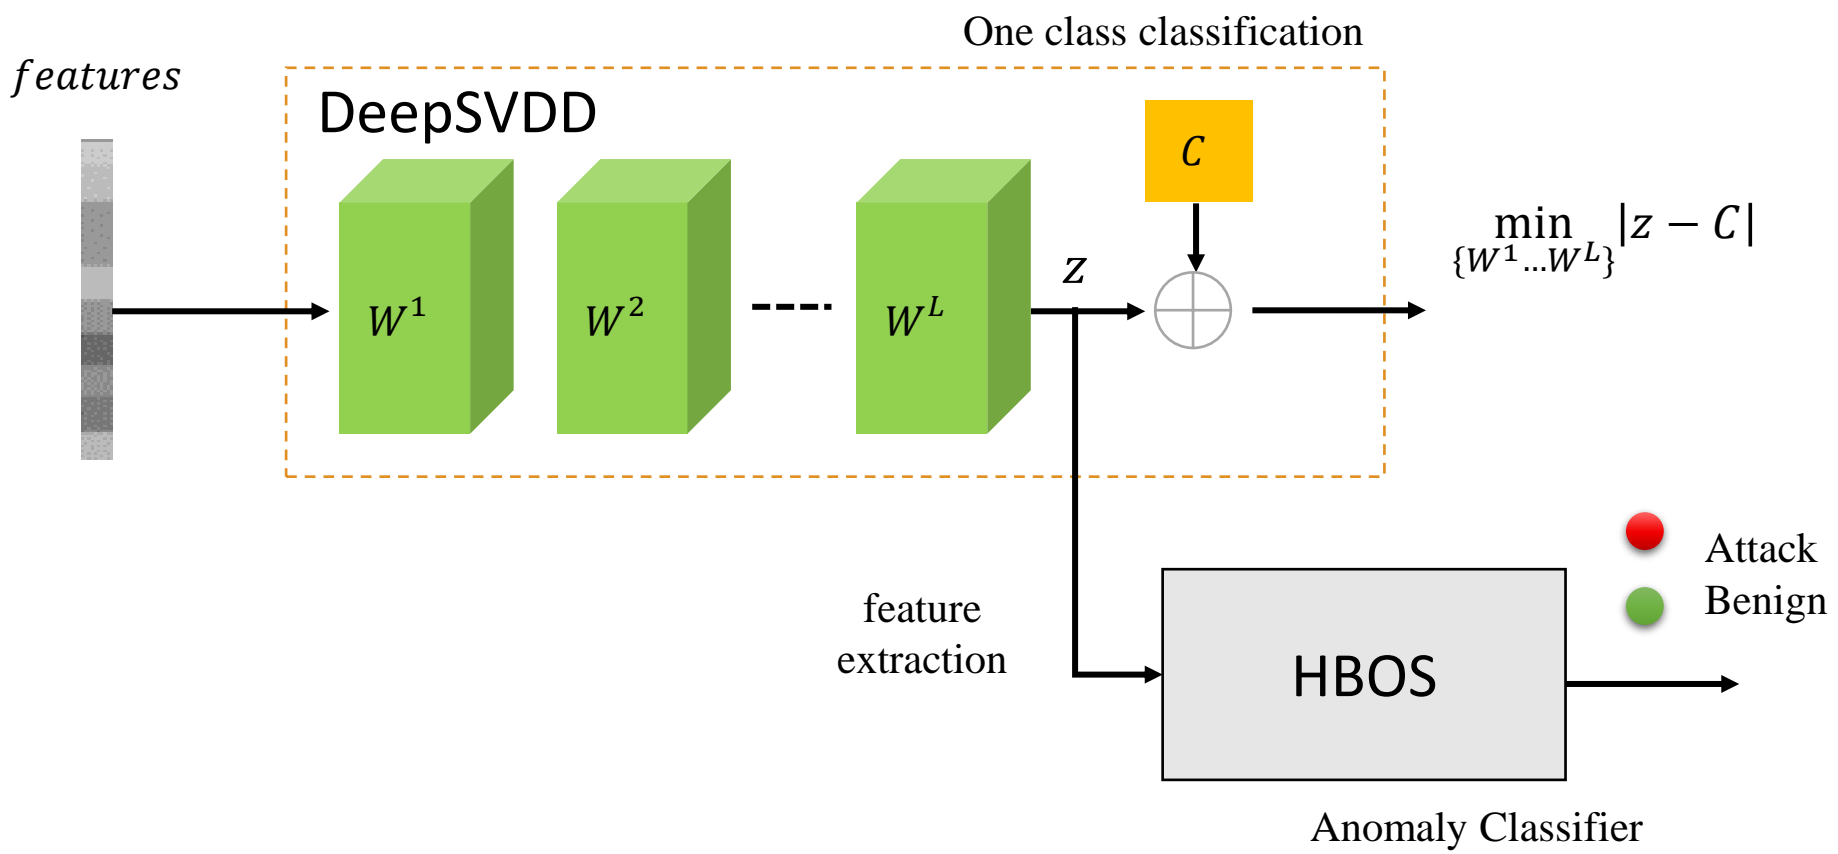 One class classification
features
DeepSVDD
C
min |z − C|
{W¹…Wᴸ}
z
W¹
W²
Wᴸ
Attack
Benign
feature
extraction
HBOS
Anomaly Classifier